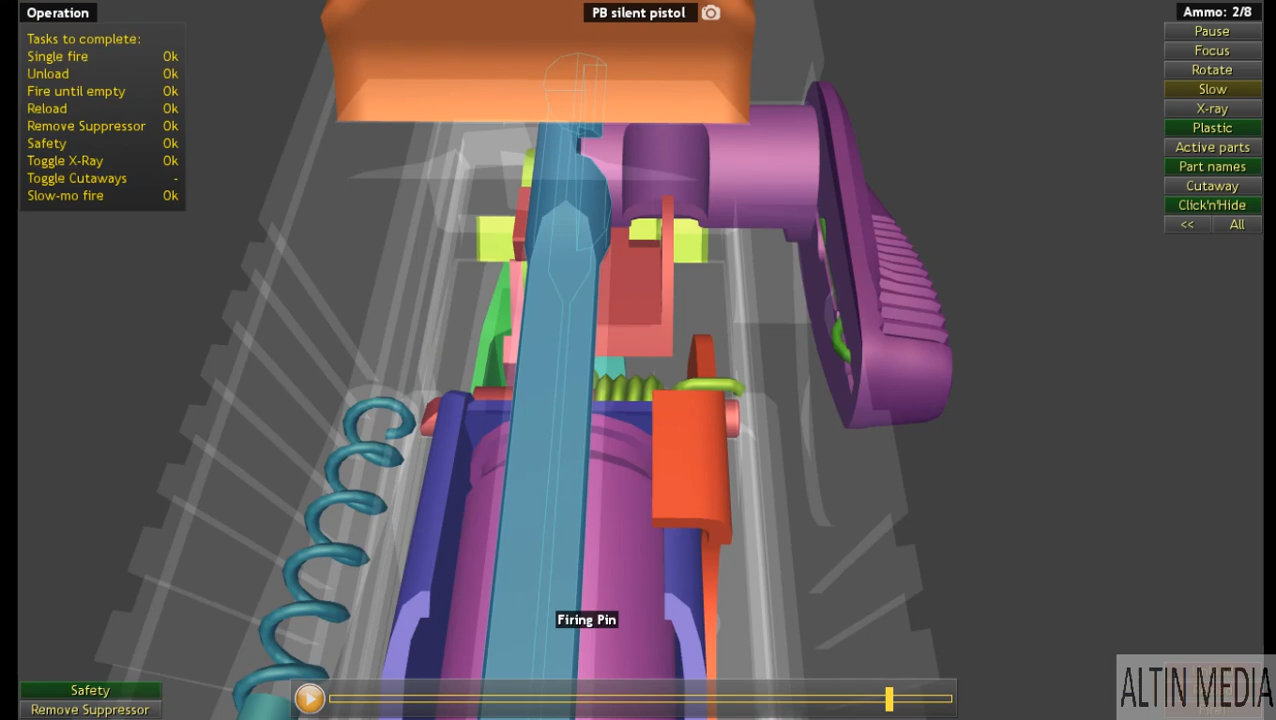 Operation
Tasks to complete:
Single fire Ok
Unload Ok
Fire until empty Ok
Reload Ok
Remove Suppressor Ok
Safety Ok
Toggle X-Ray Ok
Toggle Cutaways -
Slow-mo fire Ok
PB silent pistol
Ammo: 2/8
Pause
Focus
Rotate
Slow
X-ray
Plastic
Active parts
Part names
Cutaway
Click'n'Hide
<< All
Firing Pin
Safety
Remove Suppressor
ALTIN MEDIA